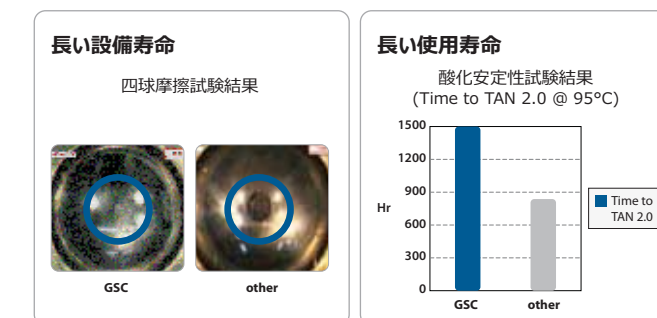 長い設備寿命
四球摩擦試験結果
GSC
other
長い使用寿命
酸化安定性試験結果
(Time to TAN 2.0 @ 95°C)
1500
1200
900
Hr
600
300
0
GSC
other
Time to
TAN 2.0